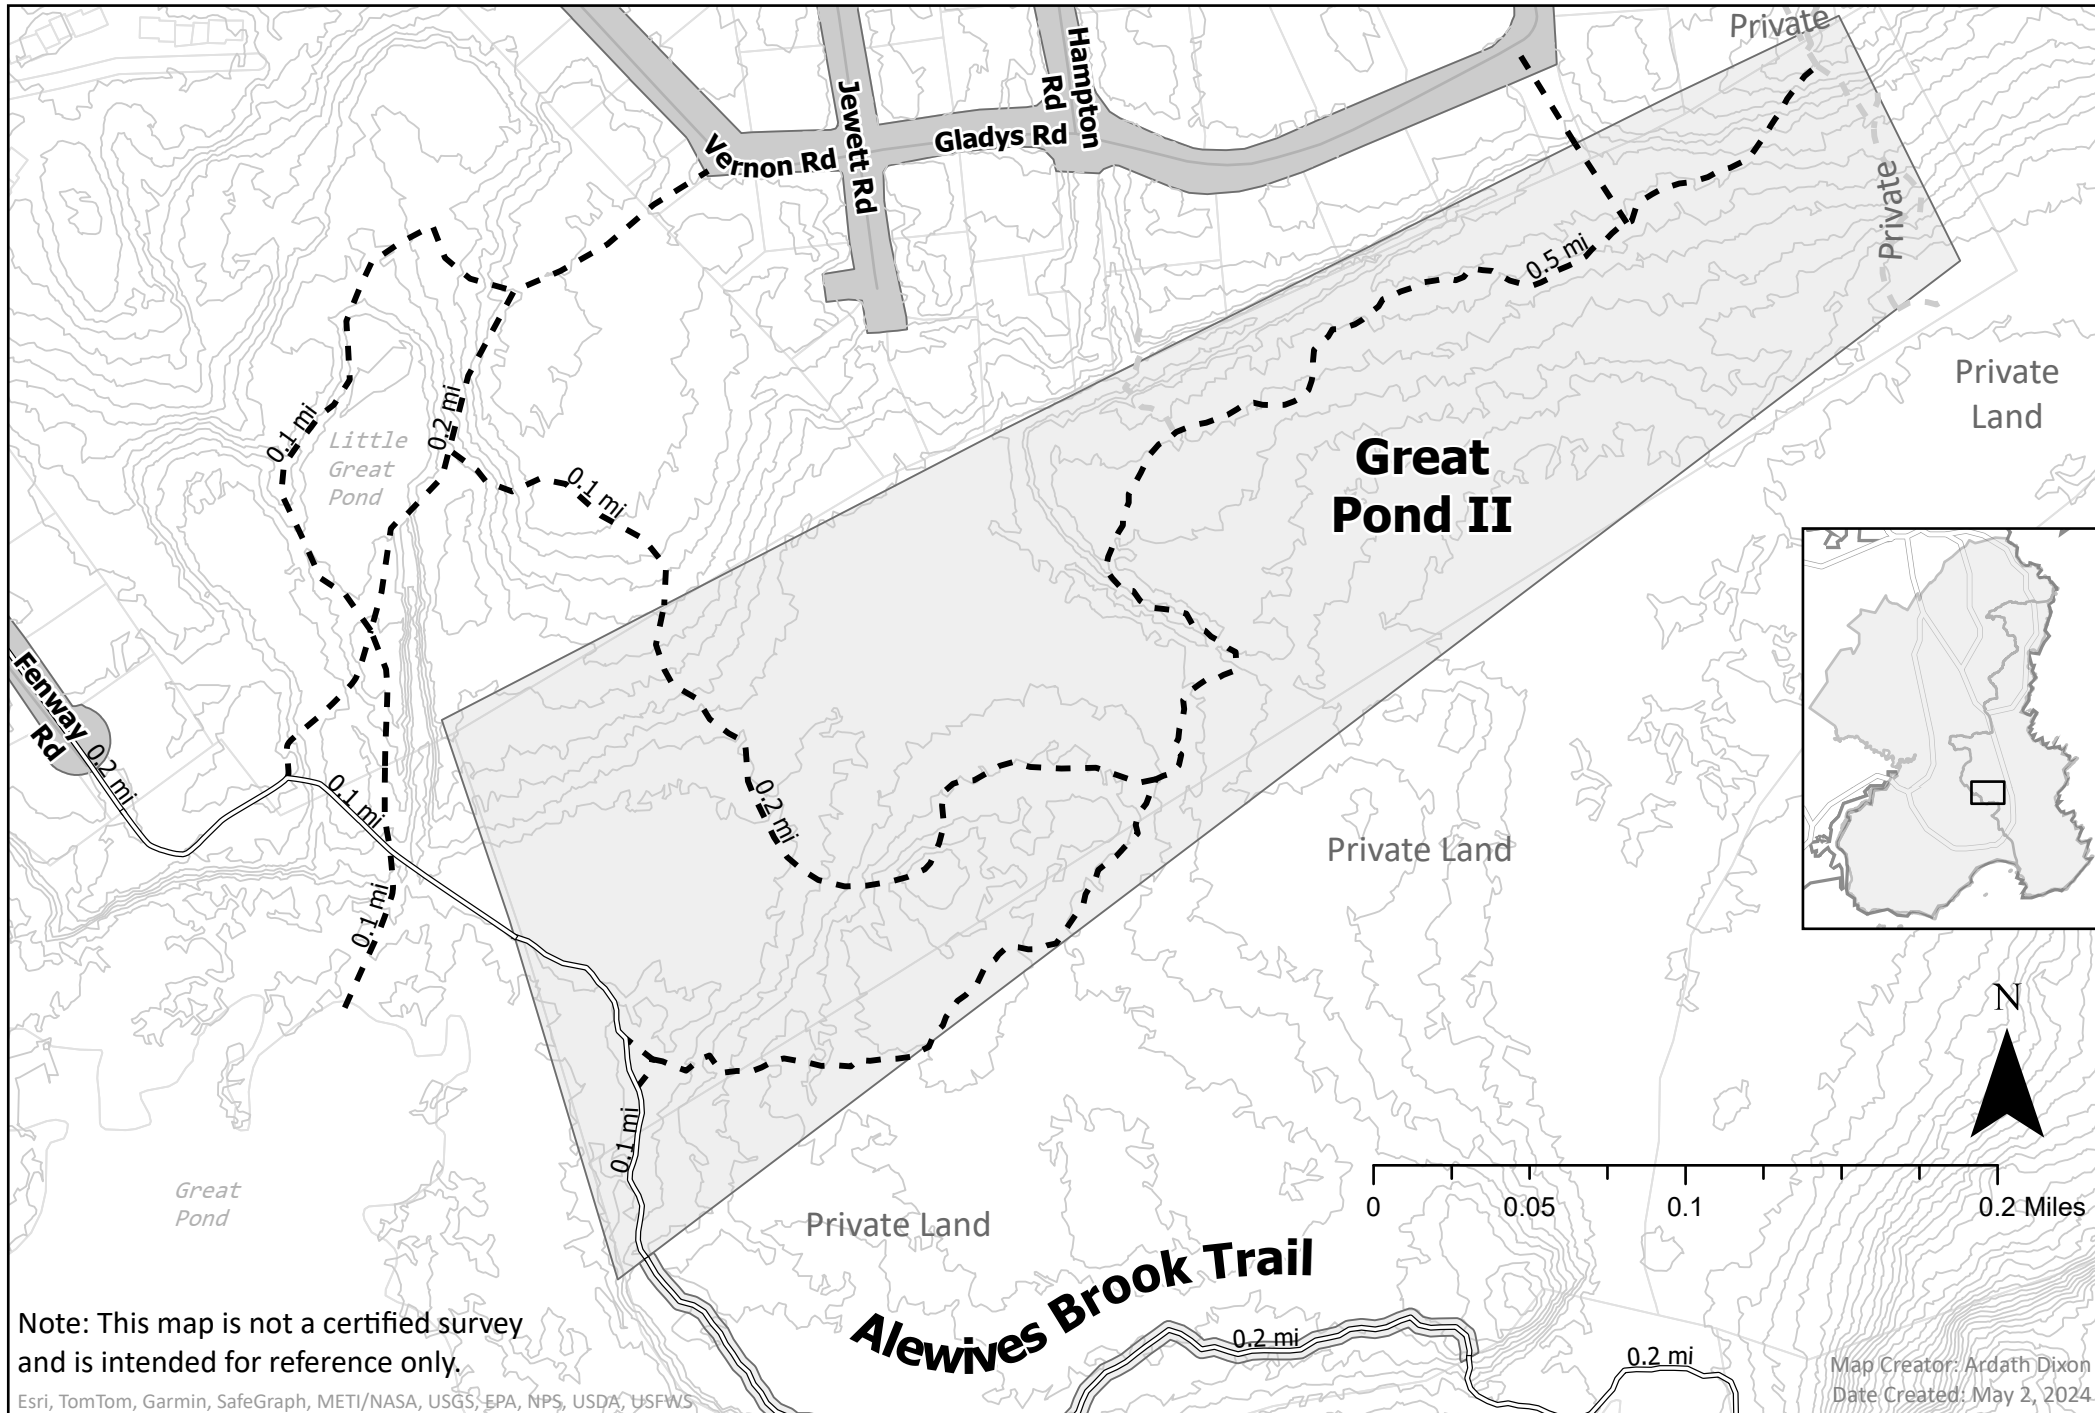 Private
Hampton
Rd
Jewett Rd
Gladys Rd
Vernon Rd
Private
0.5 mi
Private
Land
0.1 mi
0.2 mi
Little
Great
Pond
0.1 mi
Great
Pond II
Fenway
Rd
0.2 mi
0.1 mi
0.2 mi
Private Land
0.1 mi
N
0.1 mi
Great
Pond
Private Land
0
0.05
0.1
0.2 Miles
Alewives Brook Trail
0.2 mi
0.2 mi
Note: This map is not a certified survey
and is intended for reference only.
Map Creator: Ardath Dixon
Date Created: May 2, 2024
Esri, TomTom, Garmin, SafeGraph, METI/NASA, USGS, EPA, NPS, USDA, USFWS